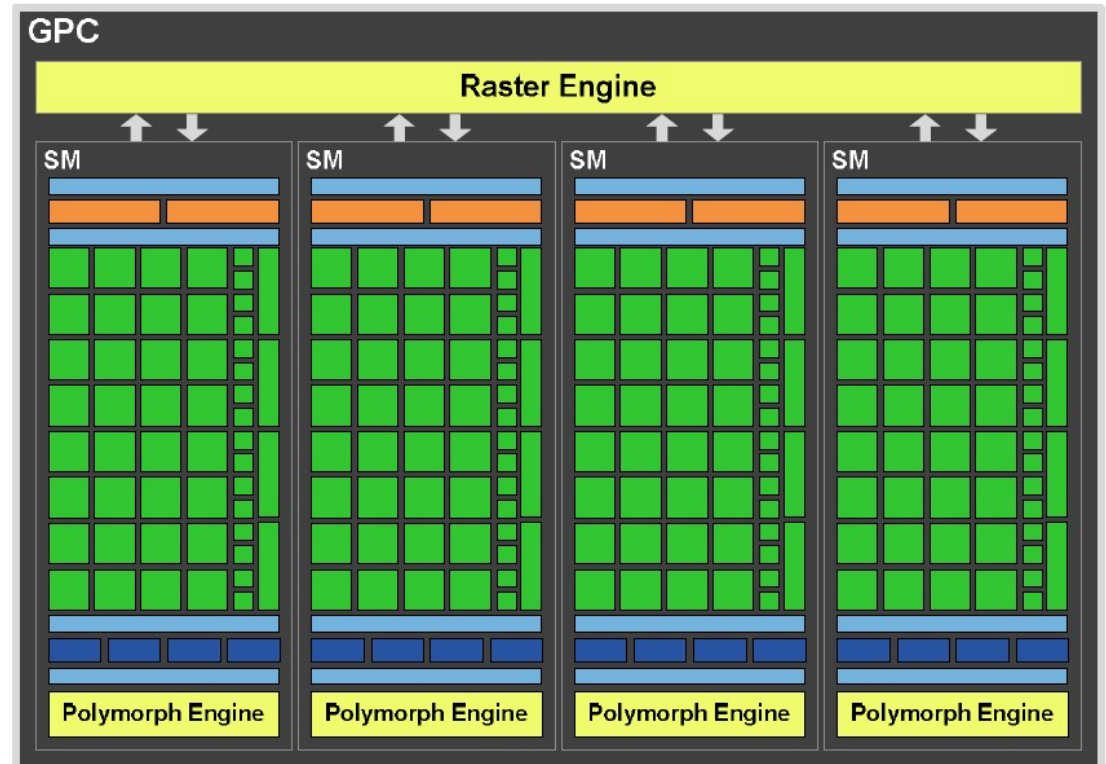 GPC
Raster Engine
SM SM SM SM
Polymorph Engine Polymorph Engine Polymorph Engine Polymorph Engine